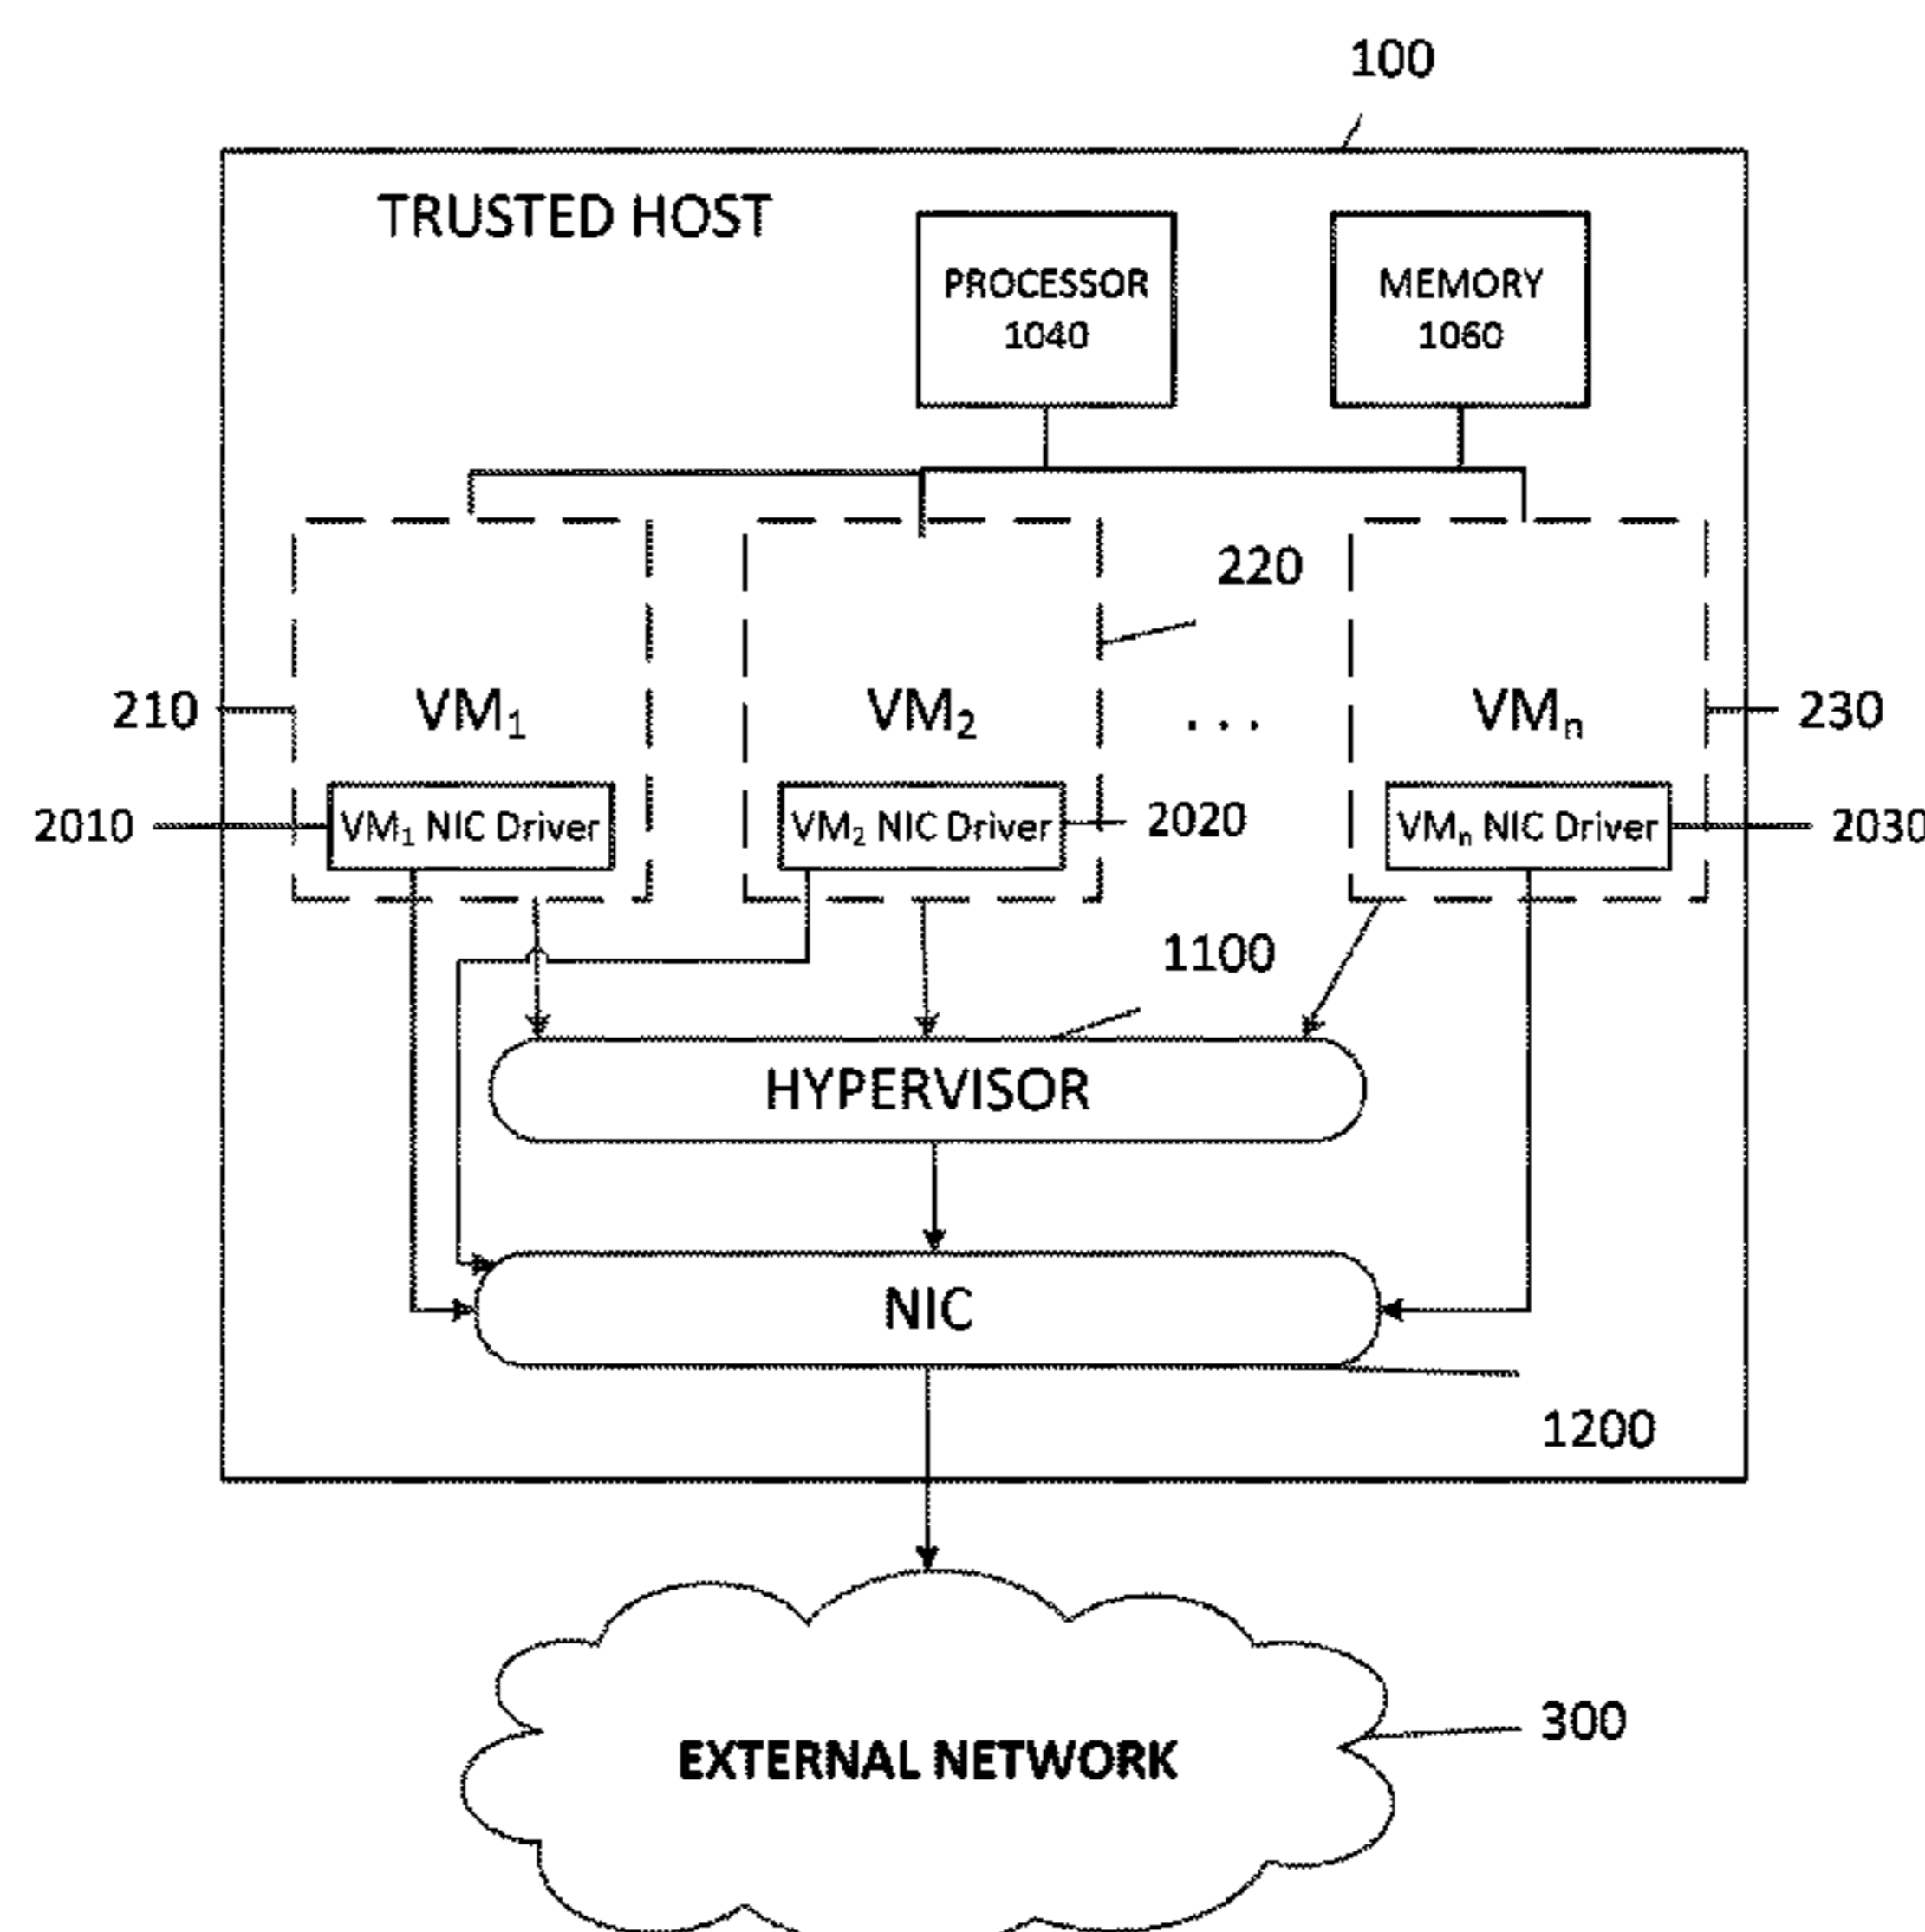 100
TRUSTED HOST
PROCESSOR
1040
MEMORY
1060
220
210
VM₁
VM₂
. . .
VMₙ
230
2010
VM₁ NIC Driver
VM₂ NIC Driver
2020
VMₙ NIC Driver
2030
1100
HYPERVISOR
NIC
1200
EXTERNAL NETWORK
300